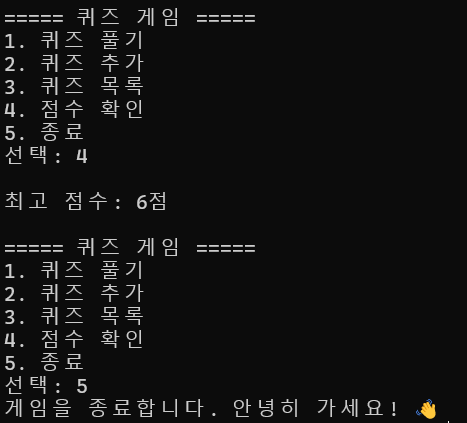 ===== 퀴즈 게임 =====
1. 퀴즈 풀기
2. 퀴즈 추가
3. 퀴즈 목록
4. 점수 확인
5. 종료
선택: 4
최고 점수: 6점
===== 퀴즈 게임 =====
1. 퀴즈 풀기
2. 퀴즈 추가
3. 퀴즈 목록
4. 점수 확인
5. 종료
선택: 5
게임을 종료합니다. 안녕히 가세요! 👋